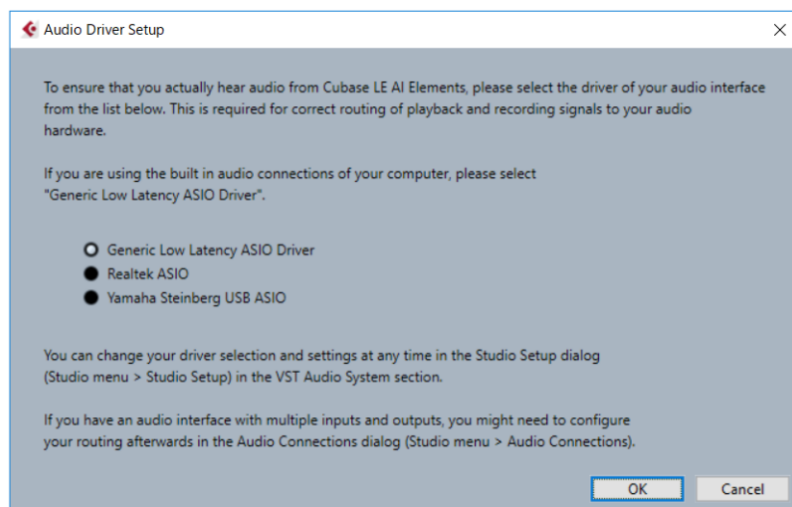 Audio Driver Setup
To ensure that you actually hear audio from Cubase LE AI Elements, please select the driver of your audio interface
from the list below. This is required for correct routing of playback and recording signals to your audio
hardware.
If you are using the built in audio connections of your computer, please select
"Generic Low Latency ASIO Driver".
Generic Low Latency ASIO Driver
Realtek ASIO
Yamaha Steinberg USB ASIO
You can change your driver selection and settings at any time in the Studio Setup dialog
(Studio menu > Studio Setup) in the VST Audio System section.
If you have an audio interface with multiple inputs and outputs, you might need to configure
your routing afterwards in the Audio Connections dialog (Studio menu > Audio Connections).
OK Cancel